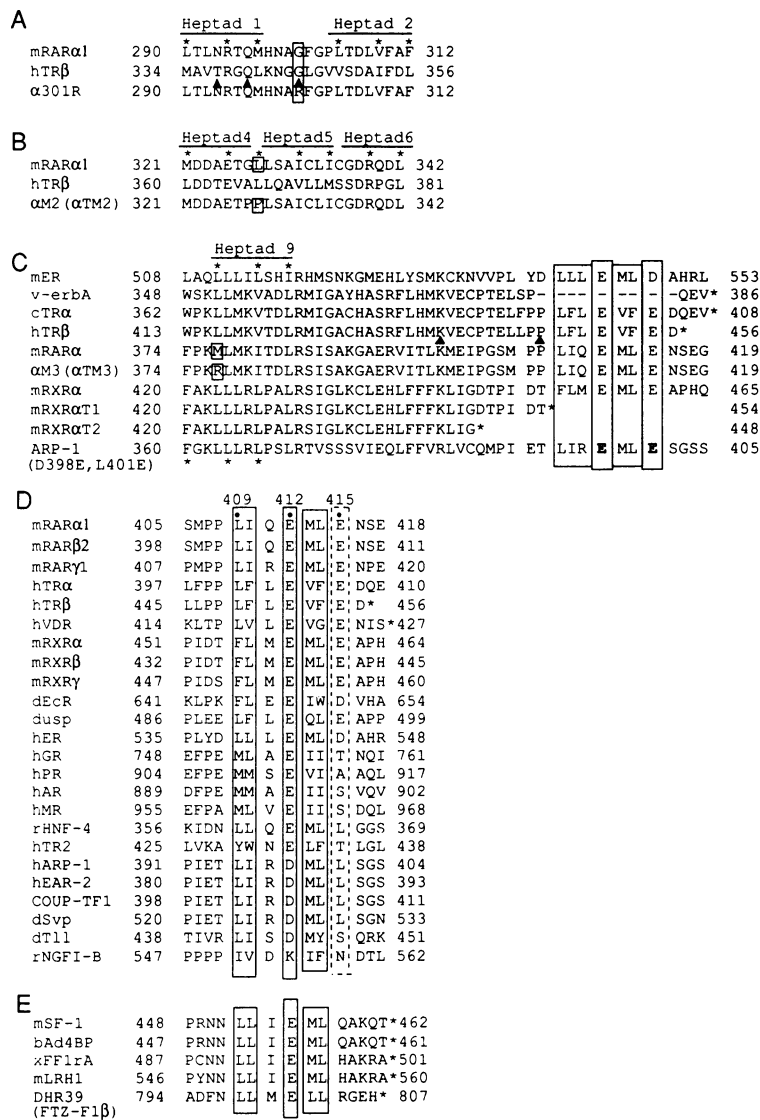 A
Heptad 1 Heptad 2
* * * * * *
mRARα1 290 LTLNRTQMHNAGFGPLTDLVFAF 312
hTRβ 334 MAVTRGQLKNGGLGVVSDAIFDL 356
α301R 290 LTLNRTQMHNARFGPLTDLVFAF 312
B
Heptad4 Heptad5 Heptad6
* * * * * * *
mRARα1 321 MDDAETGLLSAICLICGDRQDL 342
hTRβ 360 LDDTEVALLQAVLLMSSDRPGL 381
αM2(αTM2) 321 MDDAETPPLSAICLICGDRQDL 342
C
Heptad 9
* * *
mER 508 LAQLLLILSHIRHMSNKGMEHLYSMKCKNVVPLYD LLL E ML D AHRL 553
v-erbA 348 WSKLLMKVADLRMIGAYHASRFLHMKVECPTELSP- --- - -- - QEV* 386
cTRα 362 WPKLLMKVTDLRMIGACHASRFLHMKVECPTELFPP LFL E VF E DQEV* 408
hTRβ 413 WPKLLMKVTDLRMIGACHASRFLHMKVECPTELLPP LFL E VF E D* 456
mRARα 374 FPKMLMKITDLRSISAKGAERVITLKMEIPGSMPP LIQ E ML E NSEG 419
αM3(αTM3) 374 FPKRLMKITDLRSISAKGAERVITLKMEIPGSMPP LIQ E ML E NSEG 419
mRXRα 420 FAKLLLRLPALRSIGLKCLEHLFFFKLIGDTPIDT FLM E ML E APHQ 465
mRXRαT1 420 FAKLLLRLPALRSIGLKCLEHLFFFKLIGDTPIDT* 454
mRXRαT2 420 FAKLLLRLPALRSIGLKCLEHLFFFKLIG* 448
ARP-1 360 FGKLLLRLPSLRTVSSSVIEQLFFVRLVCQMPIET LIR E ML E SGSS 405
(D398E,L401E) * * *
D
409 412 415
mRARα1 405 SMPP LI Q E ML E NSE 418
mRARβ2 398 SMPP LI Q E ML E NSE 411
mRARγ1 407 PMPP LI R E ML E NPE 420
hTRα 397 LFPP LF L E VF E DQE 410
hTRβ 445 LLPP LF L E VF E D* 456
hVDR 414 KLTP LV L E VG E NIS* 427
mRXRα 451 PIDT FL M E ML E APH 464
mRXRβ 432 PIDT FL M E ML E APH 445
mRXRγ 447 PIDS FL M E ML E APH 460
dEcR 641 KLPK FL E E IW D VHA 654
dusp 486 PLEE LF L E QL E APP 499
hER 535 PLYD LL L E ML D AHR 548
hGR 748 EFPE ML A E II T NQI 761
hPR 904 EFPE MM S E VI A AQL 917
hAR 889 DFPE MM A E II S VQV 902
hMR 955 EFPA ML V E II S DQL 968
rHNF-4 356 KIDN LL Q E ML L GGS 369
hTR2 425 LVKA YW N E LF T LGL 438
hARP-1 391 PIET LI R D ML L SGS 404
hEAR-2 380 PIET LI R D ML L SGS 393
COUP-TF1 398 PIET LI R D ML L SGS 411
dSvp 520 PIET LI R D ML L SGN 533
dTll 438 TIVR LI S D MY S QRK 451
rNGFI-B 547 PPPP IV D K IF N DTL 562
E
mSF-1 448 PRNN LL I E ML QAKQT* 462
bAd4BP 447 PRNN LL I E ML QAKQT* 461
xFF1rA 487 PCNN LL I E ML HAKRA* 501
mLRH1 546 PYNN LL I E ML HAKRA* 560
DHR39 794 ADFN LL M E LL RGEH* 807
(FTZ-F1β)